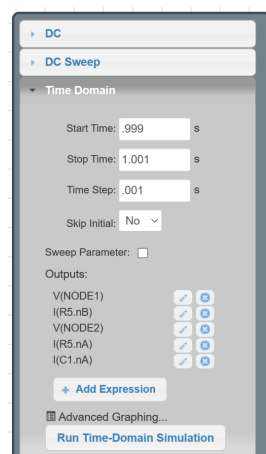 DC
DC Sweep
Time Domain
Start Time: .999 s
Stop Time: 1.001 s
Time Step: .001 s
Skip Initial: No
Sweep Parameter:
Outputs:
V(NODE1)
I(R5.nB)
V(NODE2)
I(R5.nA)
I(C1.nA)
+ Add Expression
Advanced Graphing...
Run Time-Domain Simulation